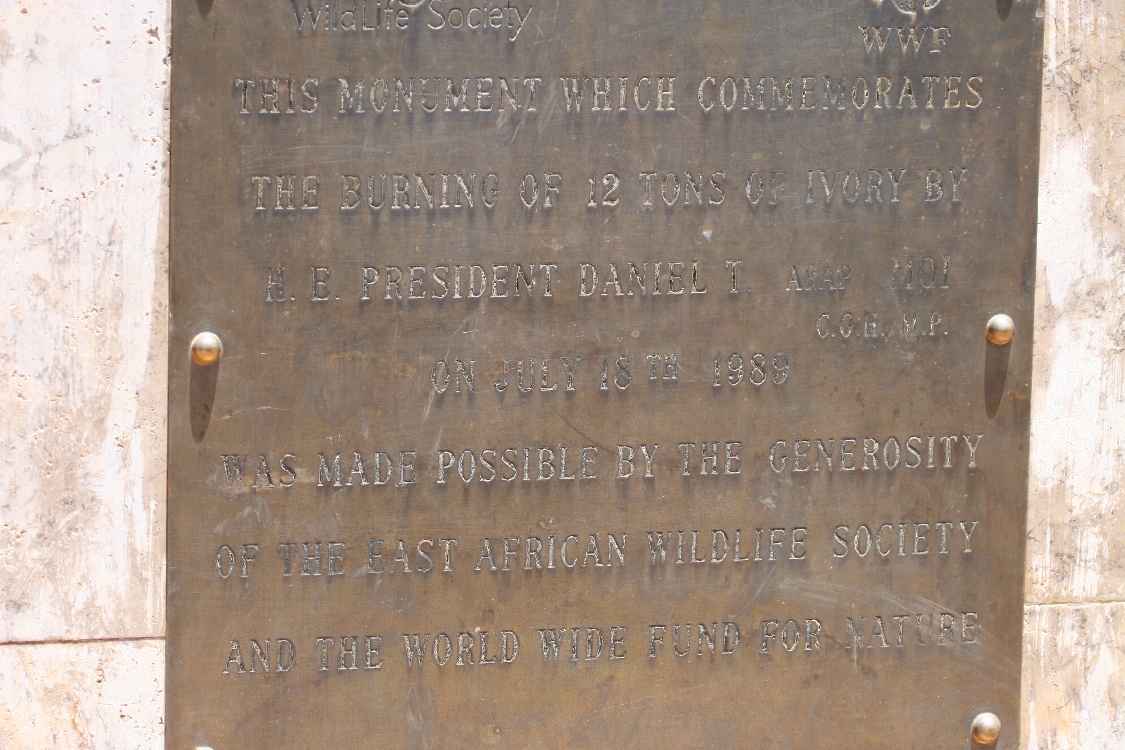 WildLife Society
WWF
THIS MONUMENT WHICH COMMEMORATES
THE BURNING OF 12 TONS OF IVORY BY
H. E. PRESIDENT DANIEL T. ARAP MOI
C.G.H., M.P.
ON JULY 18TH 1989
WAS MADE POSSIBLE BY THE GENEROSITY
OF THE EAST AFRICAN WILDLIFE SOCIETY
AND THE WORLD WIDE FUND FOR NATURE